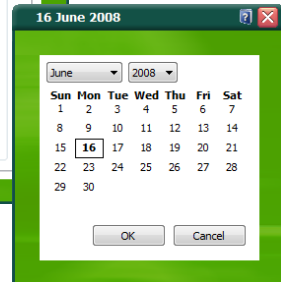 16 June 2008 ?
June 2008
Sun Mon Tue Wed Thu Fri Sat
1 2 3 4 5 6 7
8 9 10 11 12 13 14
15 16 17 18 19 20 21
22 23 24 25 26 27 28
29 30
OK Cancel